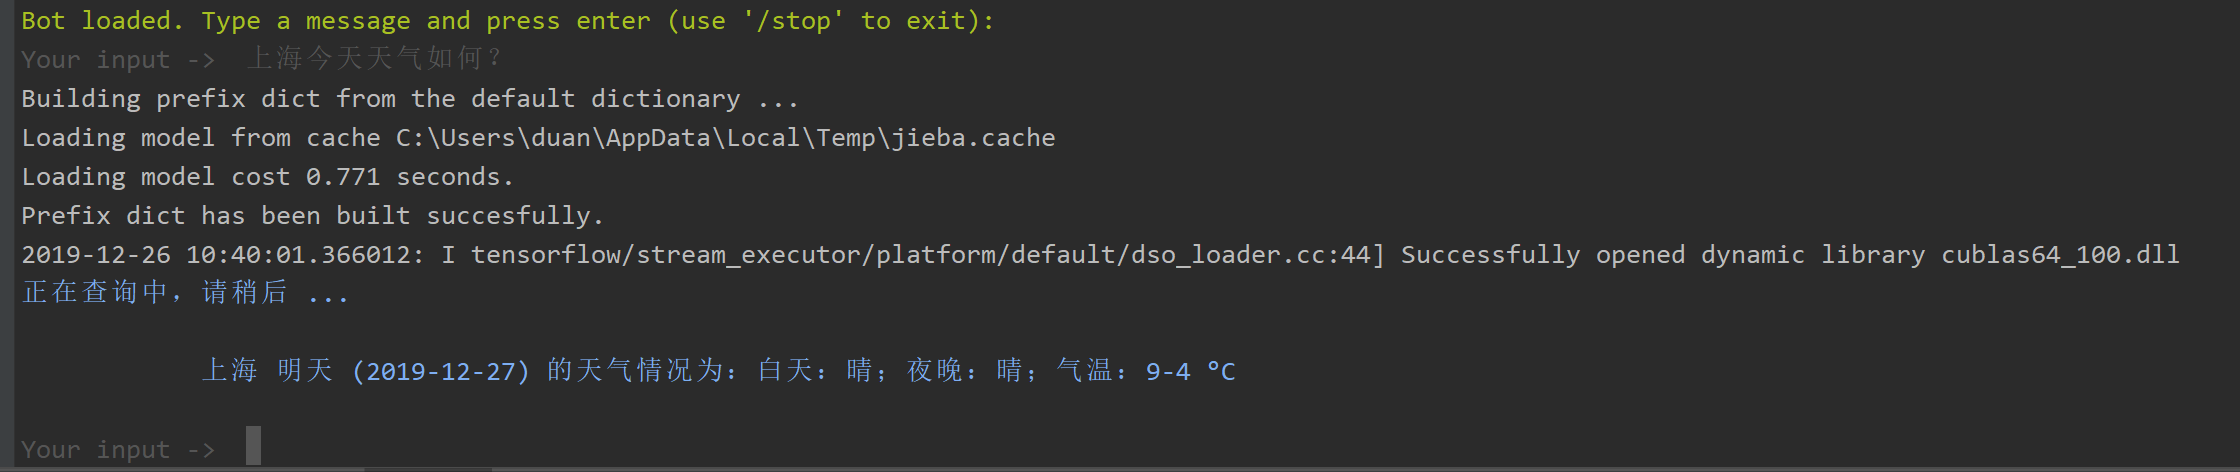 Bot loaded. Type a message and press enter (use '/stop' to exit):
Your input -> 上海今天天气如何?
Building prefix dict from the default dictionary ...
Loading model from cache C:\Users\duan\AppData\Local\Temp\jieba.cache
Loading model cost 0.771 seconds.
Prefix dict has been built succesfully.
2019-12-26 10:40:01.366012: I tensorflow/stream_executor/platform/default/dso_loader.cc:44] Successfully opened dynamic library cublas64_100.dll
正在查询中，请稍后 ...
上海 明天 (2019-12-27) 的天气情况为：白天：晴；夜晚：晴；气温：9-4 °C
Your input ->